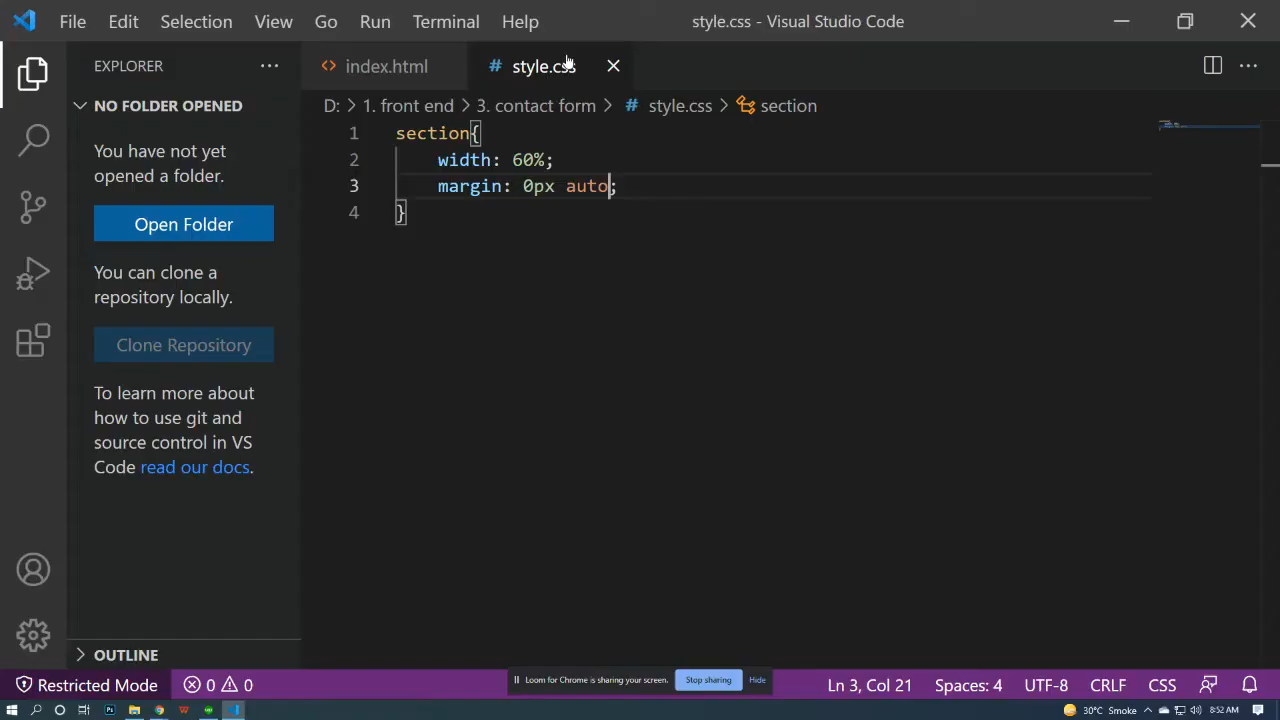 File Edit Selection View Go Run Terminal Help style.css - Visual Studio Code
EXPLORER
NO FOLDER OPENED
You have not yet
opened a folder.
Open Folder
You can clone a
repository locally.
Clone Repository
To learn more about
how to use git and
source control in VS
Code read our docs.
OUTLINE
index.html # style.css
D: > 1. front end > 3. contact form > # style.css > section
1 section{
2 width: 60%;
3 margin: 0px auto;
4 }
Restricted Mode 0 0 Ln 3, Col 21 Spaces: 4 UTF-8 CRLF CSS
Loom for Chrome is sharing your screen. Stop sharing Hide
30°C Smoke 8:52 AM